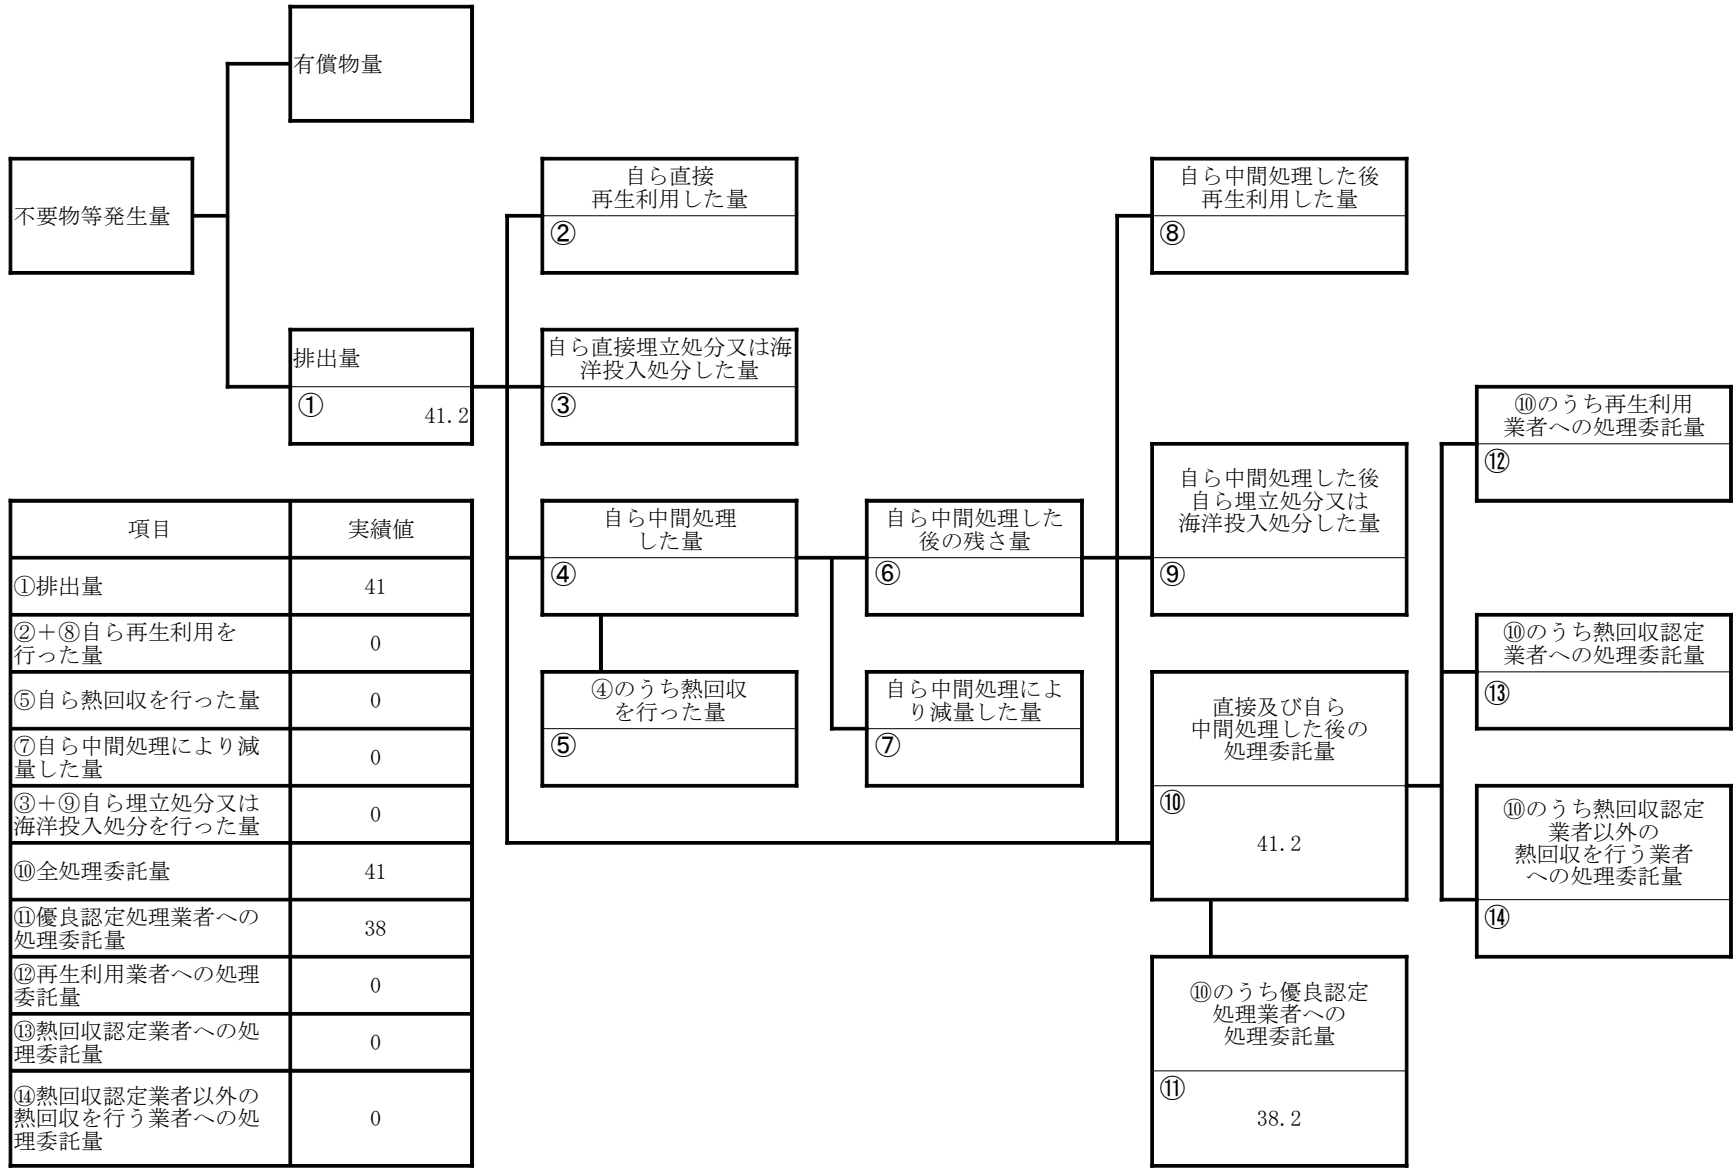 有償物量
不要物等発生量
自ら直接
再生利用した量
②
自ら中間処理した後
再生利用した量
⑧
排出量
①
41.2
自ら直接埋立処分又は海
洋投入処分した量
③
⑩のうち再生利用
業者への処理委託量
⑫
自ら中間処理
した量
④
自ら中間処理した
後の残さ量
⑥
自ら中間処理した後
自ら埋立処分又は
海洋投入処分した量
⑨
⑩のうち熱回収認定
業者への処理委託量
⑬
④のうち熱回収
を行った量
⑤
自ら中間処理によ
り減量した量
⑦
直接及び自ら
中間処理した後の
処理委託量
⑩
41.2
⑩のうち熱回収認定
業者以外の
熱回収を行う業者
への処理委託量
⑭
⑩のうち優良認定
処理業者への
処理委託量
⑪
38.2
項目 実績値
①排出量 41
②＋⑧自ら再生利用を
行った量 0
⑤自ら熱回収を行った量 0
⑦自ら中間処理により減
量した量 0
③＋⑨自ら埋立処分又は
海洋投入処分を行った量 0
⑩全処理委託量 41
⑪優良認定処理業者への
処理委託量 38
⑫再生利用業者への処理
委託量 0
⑬熱回収認定業者への処
理委託量 0
⑭熱回収認定業者以外の
熱回収を行う業者への処
理委託量 0